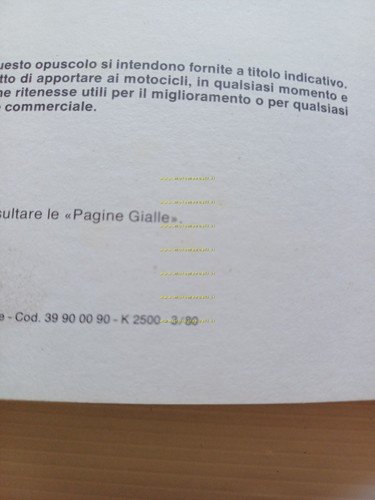 uesto opuscolo si intendono fornite a titolo indicativo.
tto di apportare ai motocicli, in qualsiasi momento e
ne ritenesse utili per il miglioramento o per qualsiasi
commerciale.
sultare le «Pagine Gialle».
e - Cod. 39 90 00 90 - K 2500 - 3/80